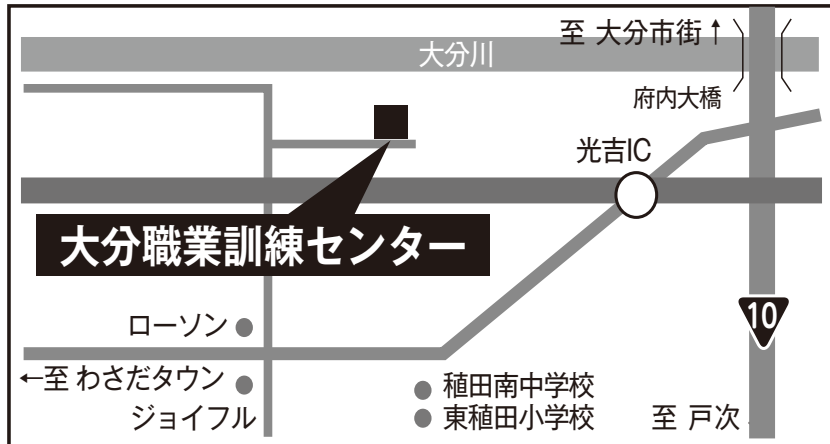 至 大分市街↑
大分川
府内大橋
光吉IC
大分職業訓練センター
10
ローソン
←至 わさだタウン
ジョイフル
稙田南中学校
東稙田小学校
至 戸次